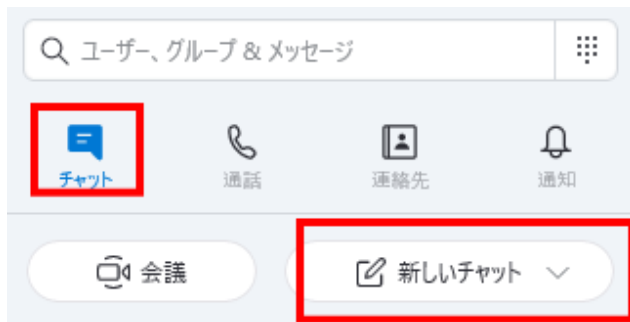 ユーザー、グループ & メッセージ
チャット 通話 連絡先 通知
会議 新しいチャット